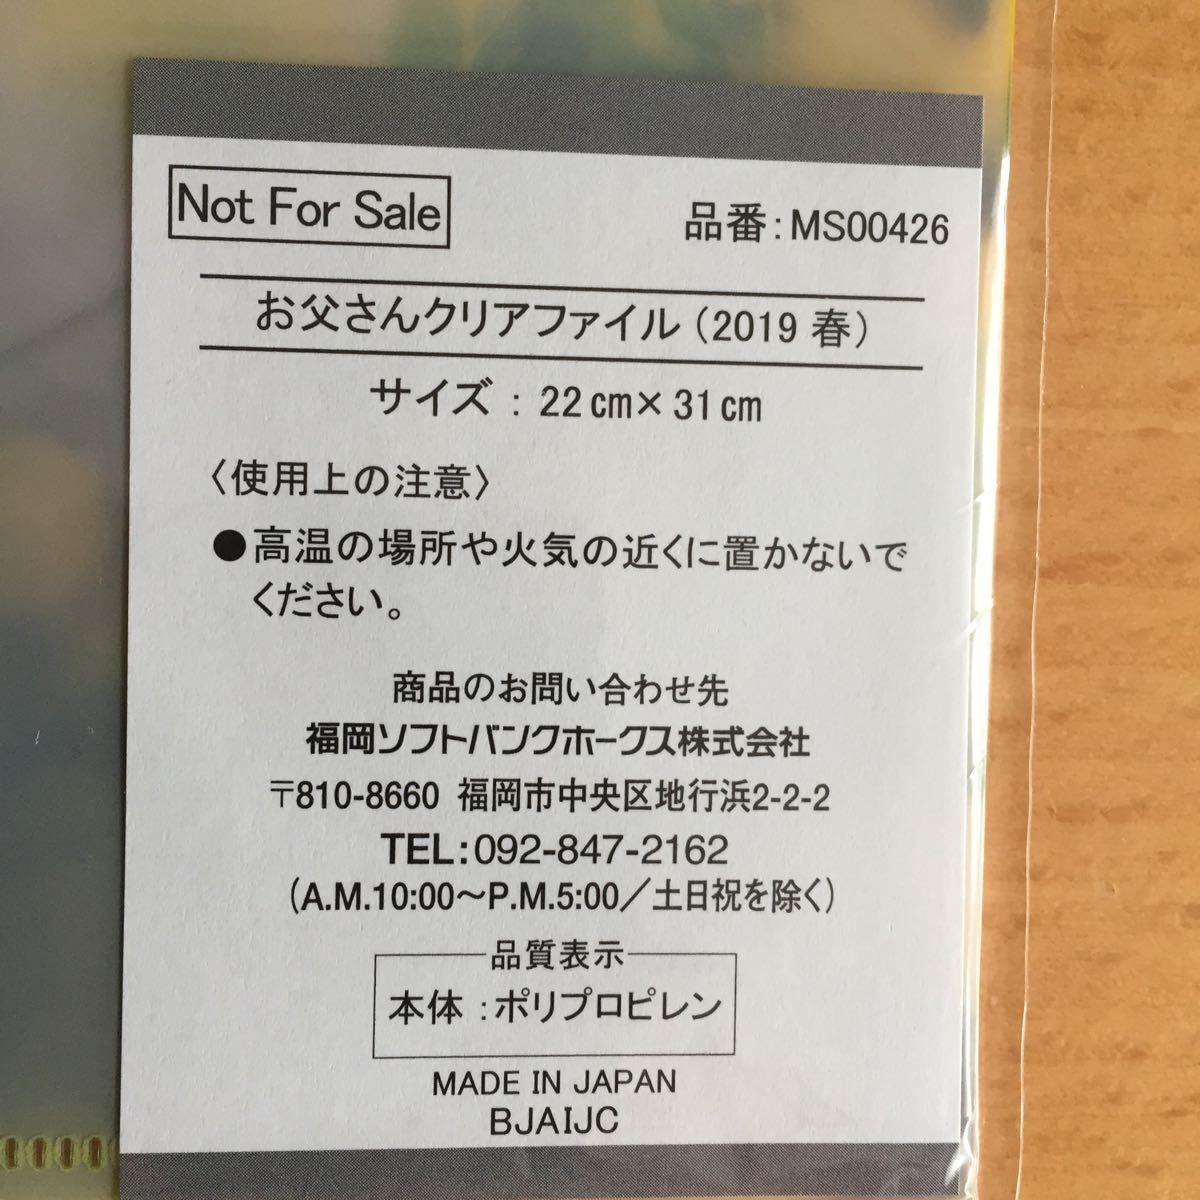 Not For Sale
品番：MS00426
お父さんクリアファイル（2019 春）
サイズ ： 22㎝×31㎝
〈使用上の注意〉
●高温の場所や火気の近くに置かないで
ください。
商品のお問い合わせ先
福岡ソフトバンクホークス株式会社
〒810-8660 福岡市中央区地行浜2-2-2
TEL：092-847-2162
（A.M.10:00～P.M.5:00／土日祝を除く）
品質表示
本体 ：ポリプロピレン
MADE IN JAPAN
BJAIJC